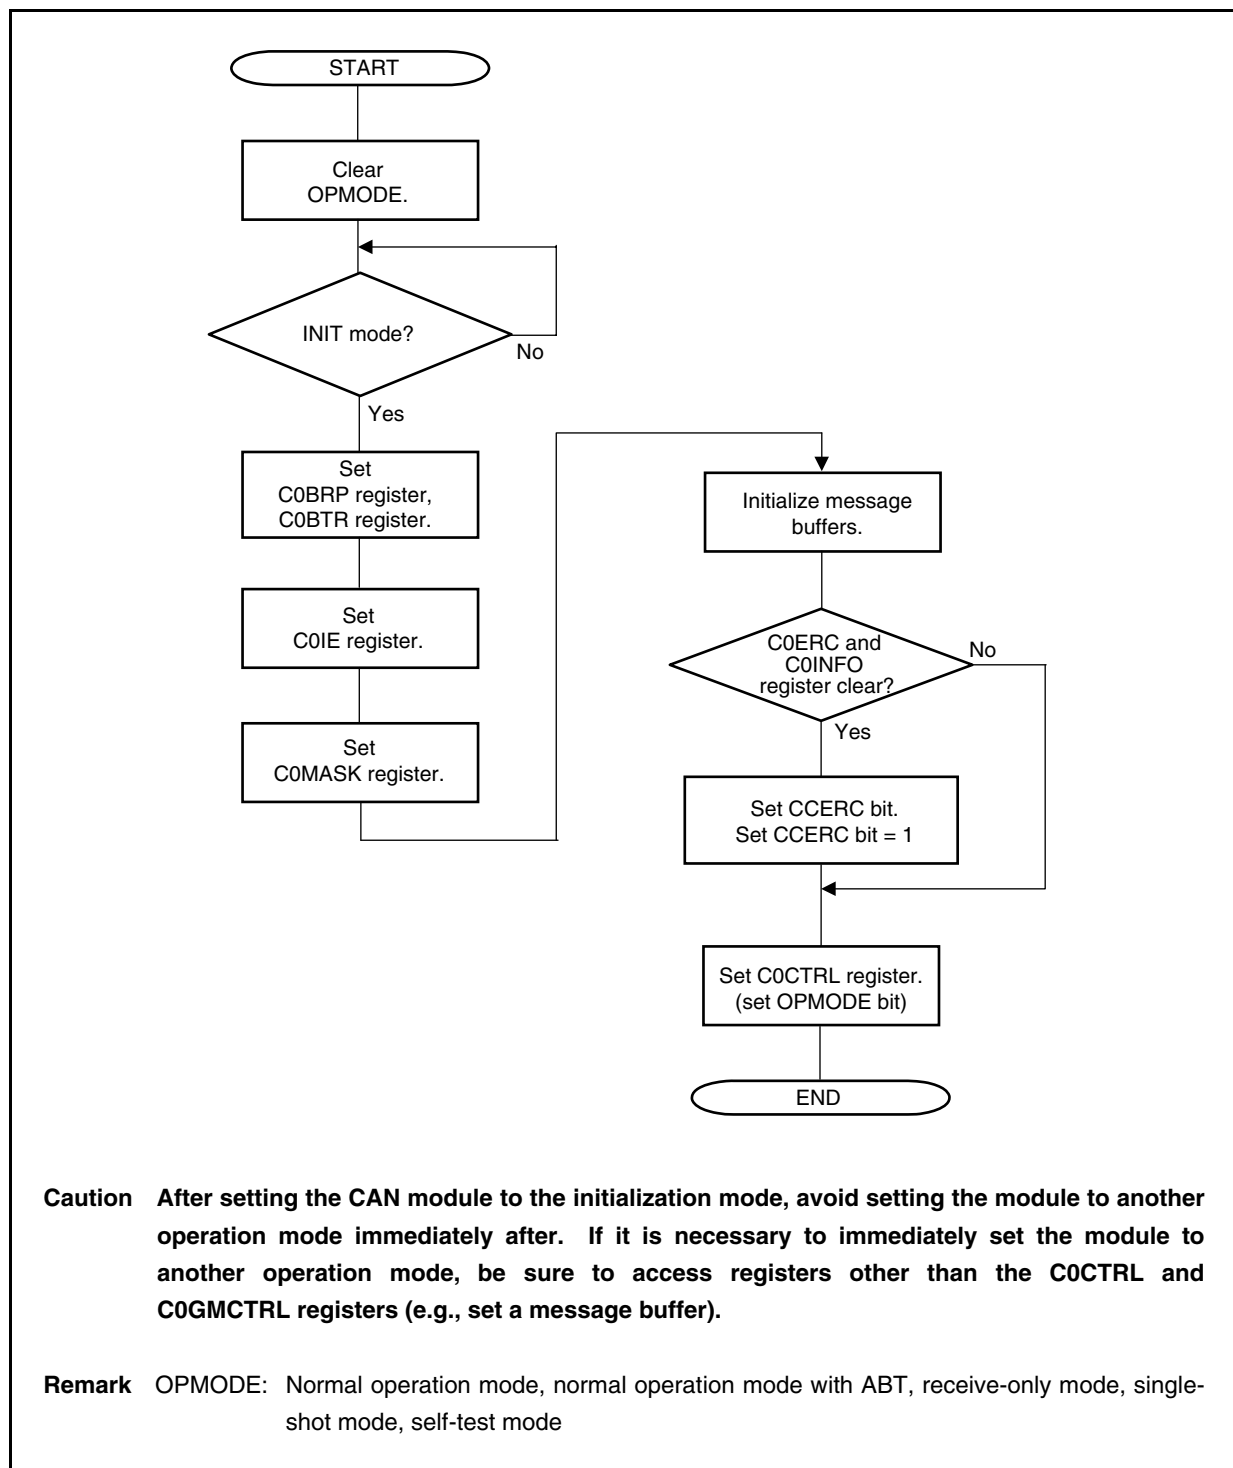 START
Clear
OPMODE.
INIT mode?
No
Yes
Set
C0BRP register,
C0BTR register.
Set
C0IE register.
Set
C0MASK register.
Initialize message
buffers.
C0ERC and
C0INFO
register clear?
No
Yes
Set CCERC bit.
Set CCERC bit = 1
Set C0CTRL register.
(set OPMODE bit)
END
Caution After setting the CAN module to the initialization mode, avoid setting the module to another
operation mode immediately after. If it is necessary to immediately set the module to
another operation mode, be sure to access registers other than the C0CTRL and
C0GMCTRL registers (e.g., set a message buffer).
Remark OPMODE: Normal operation mode, normal operation mode with ABT, receive-only mode, single-
shot mode, self-test mode